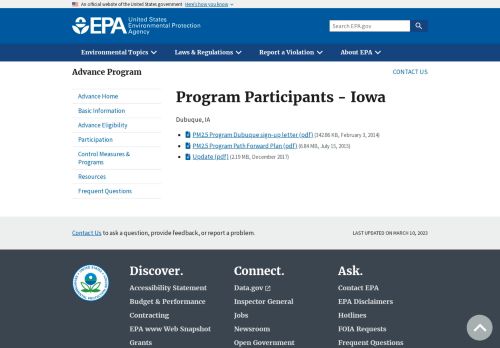 An official website of the United States government Here's how you know
EPA United States
Environmental Protection
Agency
Search EPA.gov
Environmental Topics
Laws & Regulations
Report a Violation
About EPA
Advance Program
CONTACT US
Advance Home
Basic Information
Advance Eligibility
Participation
Control Measures &
Programs
Resources
Frequent Questions
Program Participants - Iowa
Dubuque, IA
PM2.5 Program Dubuque sign-up letter (pdf) (142.86 KB, February 3, 2014)
PM2.5 Program Path Forward Plan (pdf) (6.84 MB, July 15, 2015)
Update (pdf) (2.19 MB, December 2017)
Contact Us to ask a question, provide feedback, or report a problem.
LAST UPDATED ON MARCH 10, 2023
Discover.
Accessibility Statement
Budget & Performance
Contracting
EPA www Web Snapshot
Grants
Connect.
Data.gov
Inspector General
Jobs
Newsroom
Open Government
Ask.
Contact EPA
EPA Disclaimers
Hotlines
FOIA Requests
Frequent Questions